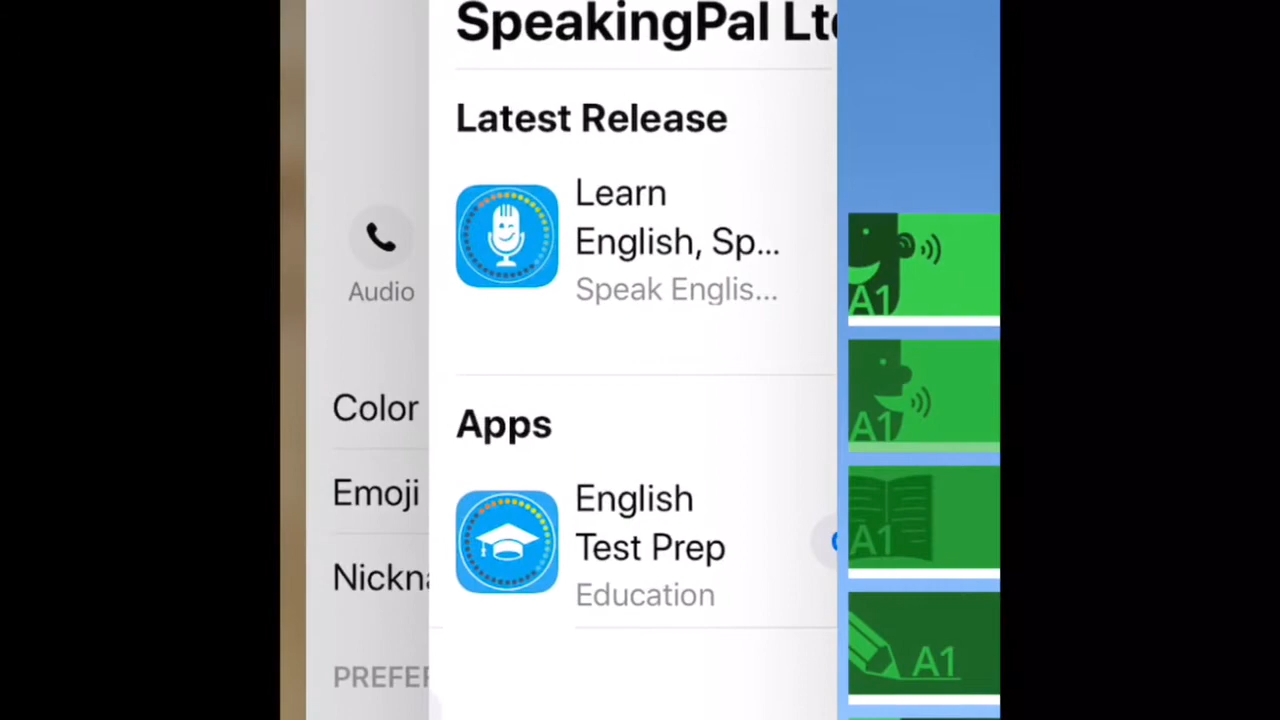 SpeakingPal Lt
Latest Release
Learn
English, Sp...
Speak Englis...
Apps
English
Test Prep
Education
Audio
Color
Emoji
Nickn
PREFE
A1
A1
A1
A1